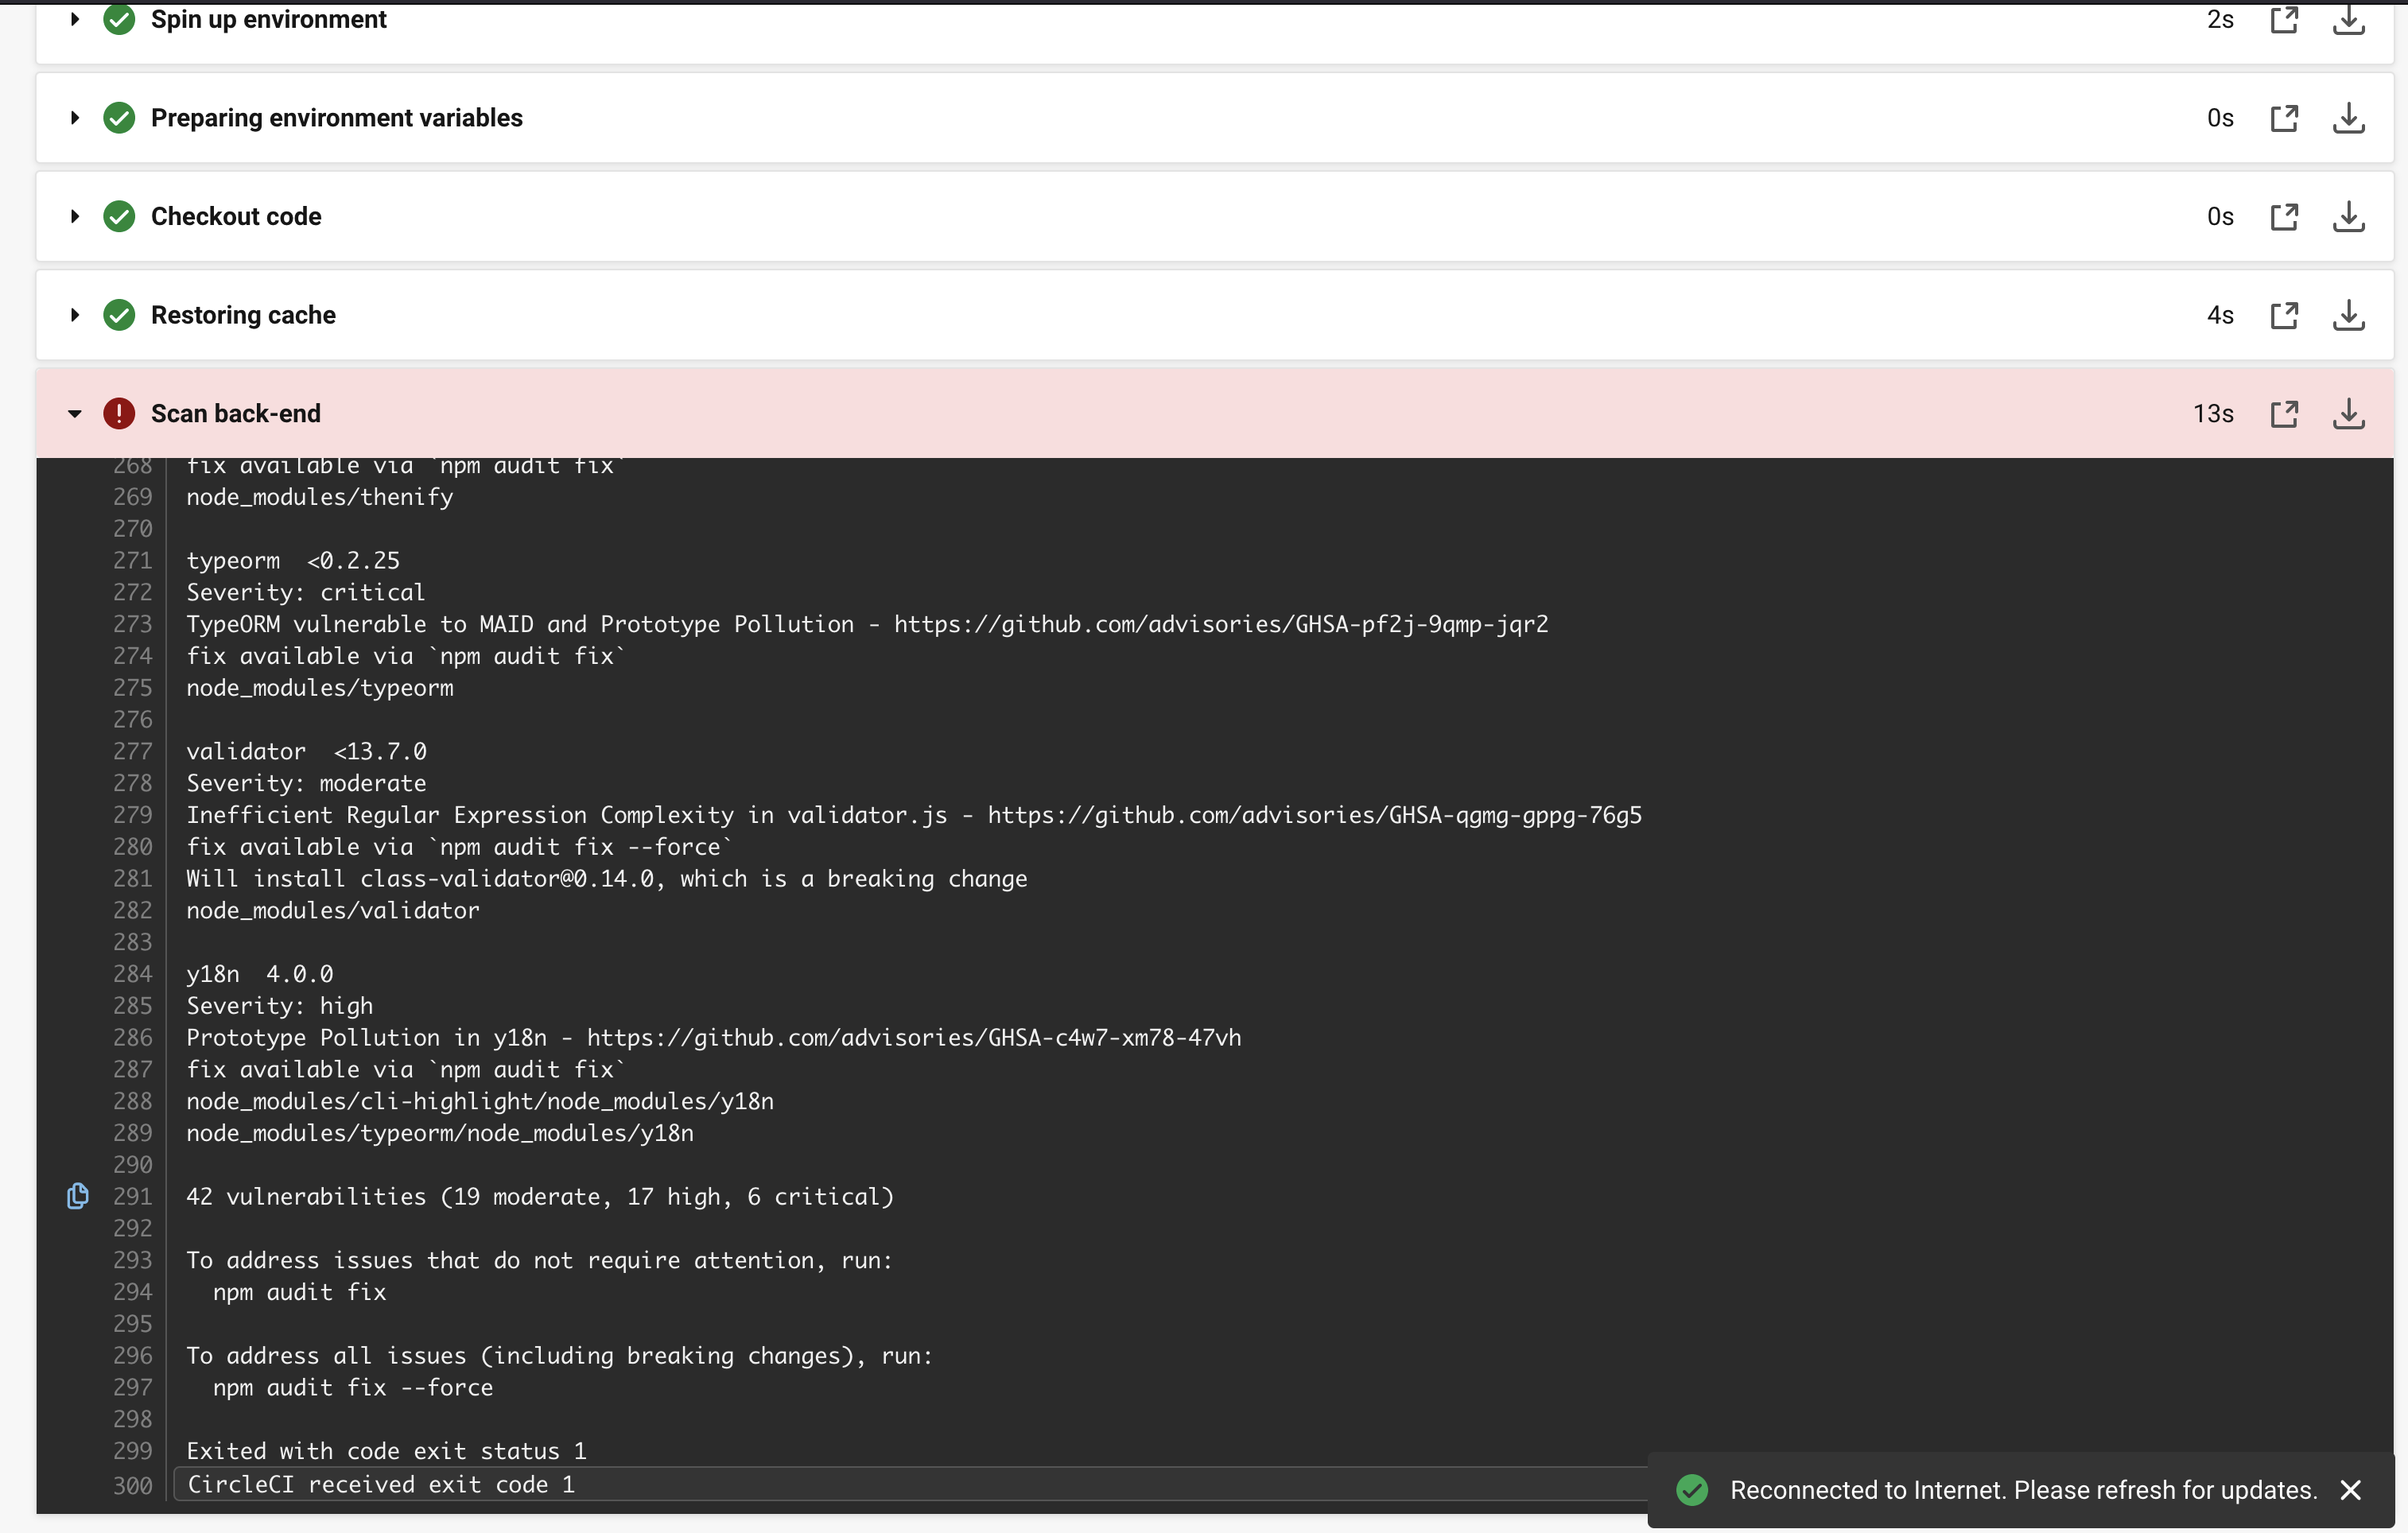 Spin up environment 2s
Preparing environment variables 0s
Checkout code 0s
Restoring cache 4s
Scan back-end 13s
268 fix available via `npm audit fix`
269 node_modules/thenify
270
271 typeorm  <0.2.25
272 Severity: critical
273 TypeORM vulnerable to MAID and Prototype Pollution - https://github.com/advisories/GHSA-pf2j-9qmp-jqr2
274 fix available via `npm audit fix`
275 node_modules/typeorm
276
277 validator  <13.7.0
278 Severity: moderate
279 Inefficient Regular Expression Complexity in validator.js - https://github.com/advisories/GHSA-qgmg-gppg-76g5
280 fix available via `npm audit fix --force`
281 Will install class-validator@0.14.0, which is a breaking change
282 node_modules/validator
283
284 y18n  4.0.0
285 Severity: high
286 Prototype Pollution in y18n - https://github.com/advisories/GHSA-c4w7-xm78-47vh
287 fix available via `npm audit fix`
288 node_modules/cli-highlight/node_modules/y18n
289 node_modules/typeorm/node_modules/y18n
290
291 42 vulnerabilities (19 moderate, 17 high, 6 critical)
292
293 To address issues that do not require attention, run:
294   npm audit fix
295
296 To address all issues (including breaking changes), run:
297   npm audit fix --force
298
299 Exited with code exit status 1
300 CircleCI received exit code 1
Reconnected to Internet. Please refresh for updates.